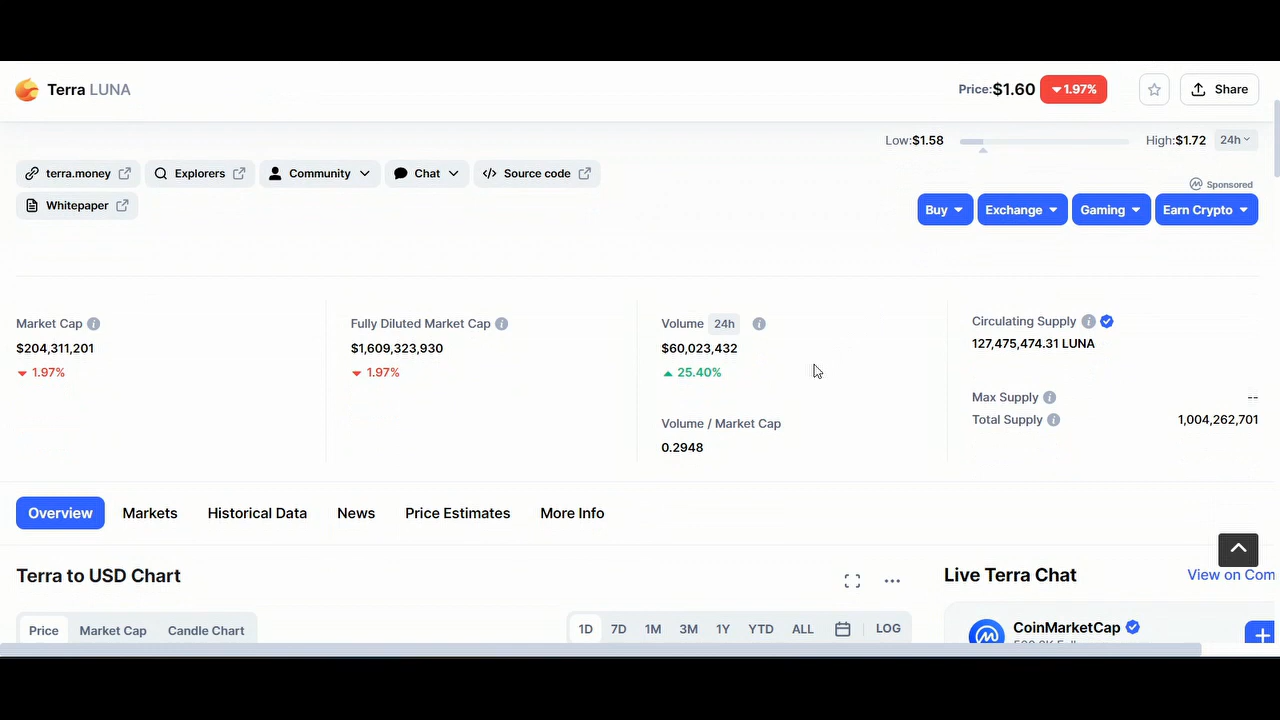 Terra LUNA
Price:$1.60 1.97% Share
Low:$1.58 High:$1.72 24h
terra.money Explorers Community Chat Source code
Whitepaper
Sponsored
Buy Exchange Gaming Earn Crypto
Market Cap
$204,311,201
1.97%
Fully Diluted Market Cap
$1,609,323,930
1.97%
Volume 24h
$60,023,432
25.40%
Volume / Market Cap
0.2948
Circulating Supply
127,475,474.31 LUNA
Max Supply --
Total Supply 1,004,262,701
Overview Markets Historical Data News Price Estimates More Info
Terra to USD Chart
Price Market Cap Candle Chart
1D 7D 1M 3M 1Y YTD ALL LOG
Live Terra Chat View on Com
CoinMarketCap